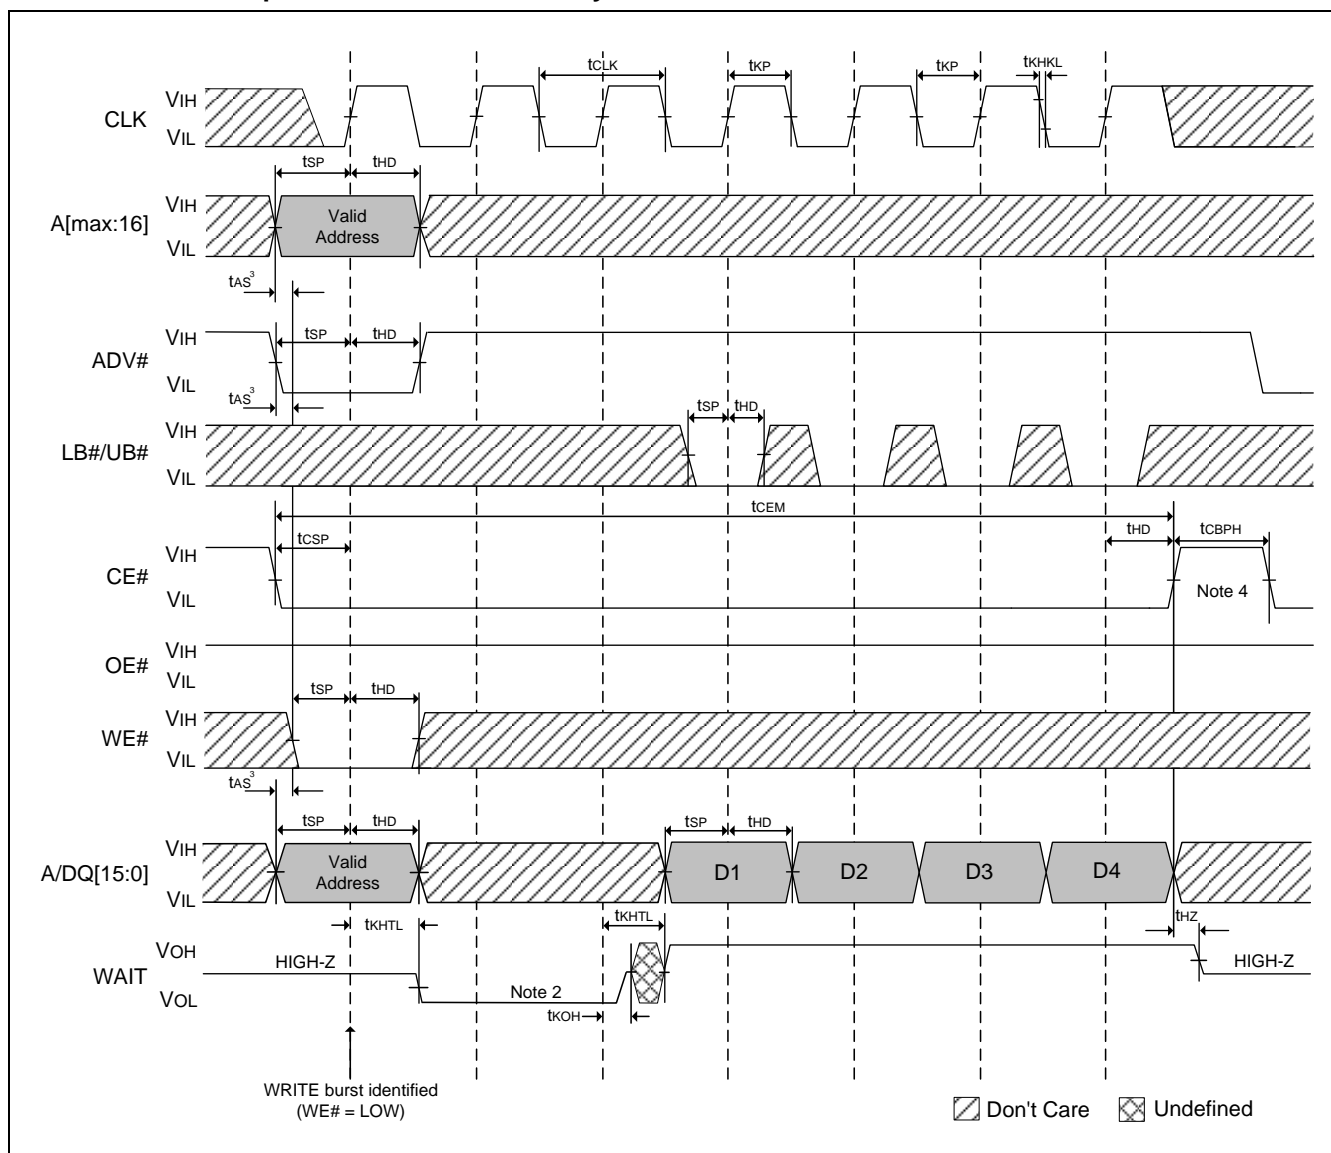 tCLK tKP tKP tKHKL
CLK VIH
VIL
tSP tHD
A[max:16] VIH
VIL
Valid
Address
tAS3
ADV# VIH
VIL
tSP tHD
tAS3
LB#/UB# VIH
VIL
tSP tHD
tCEM
CE# VIH
VIL
tCSP tHD tCBPH
Note 4
OE# VIH
VIL
tSP tHD
WE# VIH
VIL
tAS3
tSP tHD tSP tHD
A/DQ[15:0] VIH
VIL
Valid
Address
D1 D2 D3 D4
tKHTL tKHTL tHZ
WAIT VOH
VOL
HIGH-Z Note 2 HIGH-Z
tKOH
WRITE burst identified
(WE# = LOW)
Don't Care Undefined